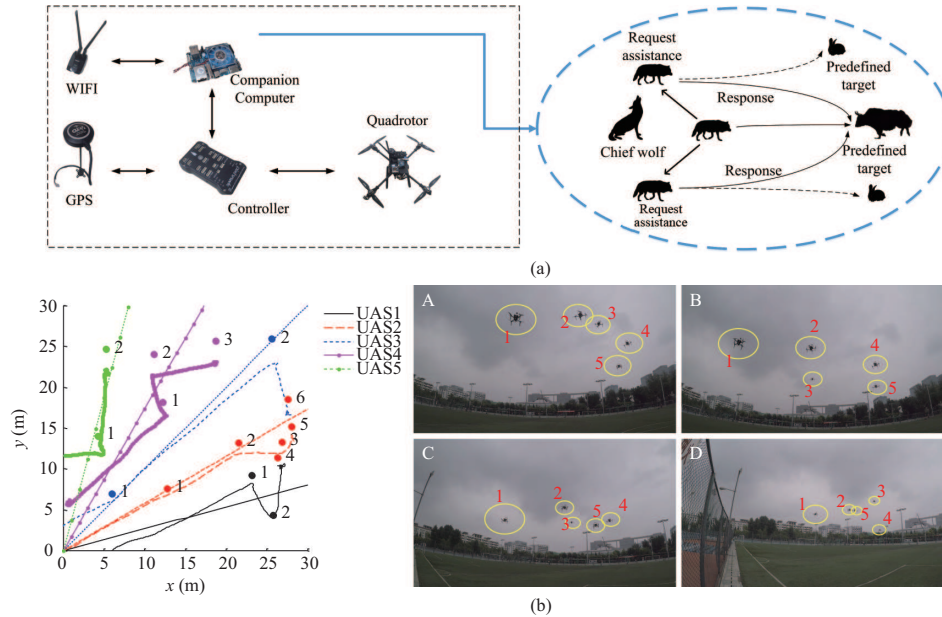 WIFI
Companion
Computer
GPS
Controller
Quadrotor
Request
assistance
Predefined
target
Response
Chief wolf
Predefined
target
Response
Request
assistance
(a)
30
25
20
15
10
5
0
y (m)
0
5
10
15
20
25
30
x (m)
UAS1
UAS2
UAS3
UAS4
UAS5
2
2
3
2
1
1
6
5
2
3
4
1
1
1
2
A
1
2
3
4
5
B
1
2
3
4
5
C
1
2
3
5
4
D
1
2
5
3
4
(b)